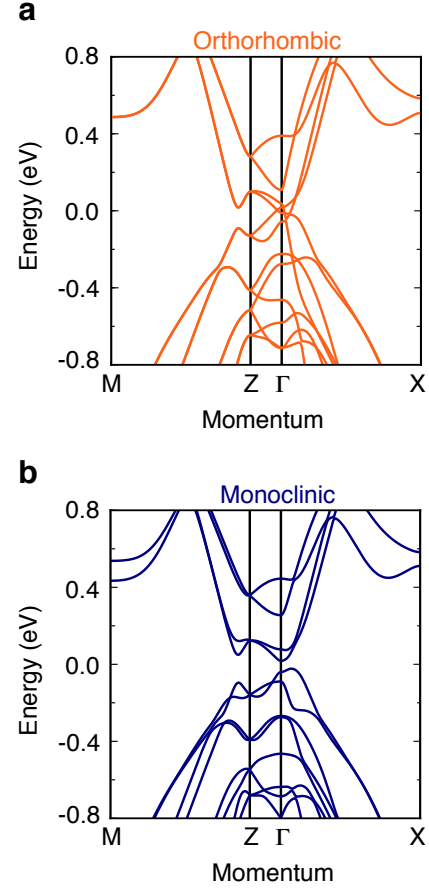 a
Orthorhombic
0.8
0.4
0.0
-0.4
-0.8
Energy (eV)
M Z Γ X
Momentum
b
Monoclinic
0.8
0.4
0.0
-0.4
-0.8
Energy (eV)
M Z Γ X
Momentum